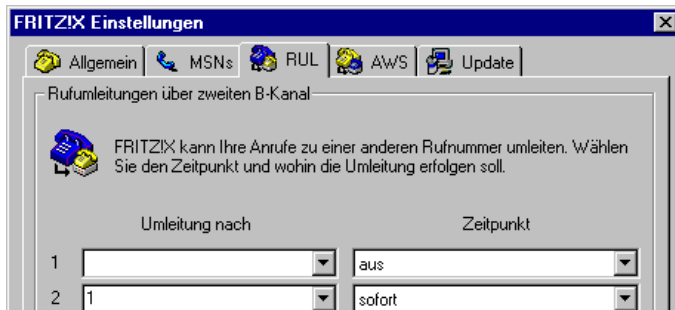 FRITZ!X Einstellungen
Allgemein MSNs RUL AWS Update
Rufumleitungen über zweiten B-Kanal
FRITZ!X kann Ihre Anrufe zu einer anderen Rufnummer umleiten. Wählen
Sie den Zeitpunkt und wohin die Umleitung erfolgen soll.
Umleitung nach Zeitpunkt
1 aus
2 1 sofort